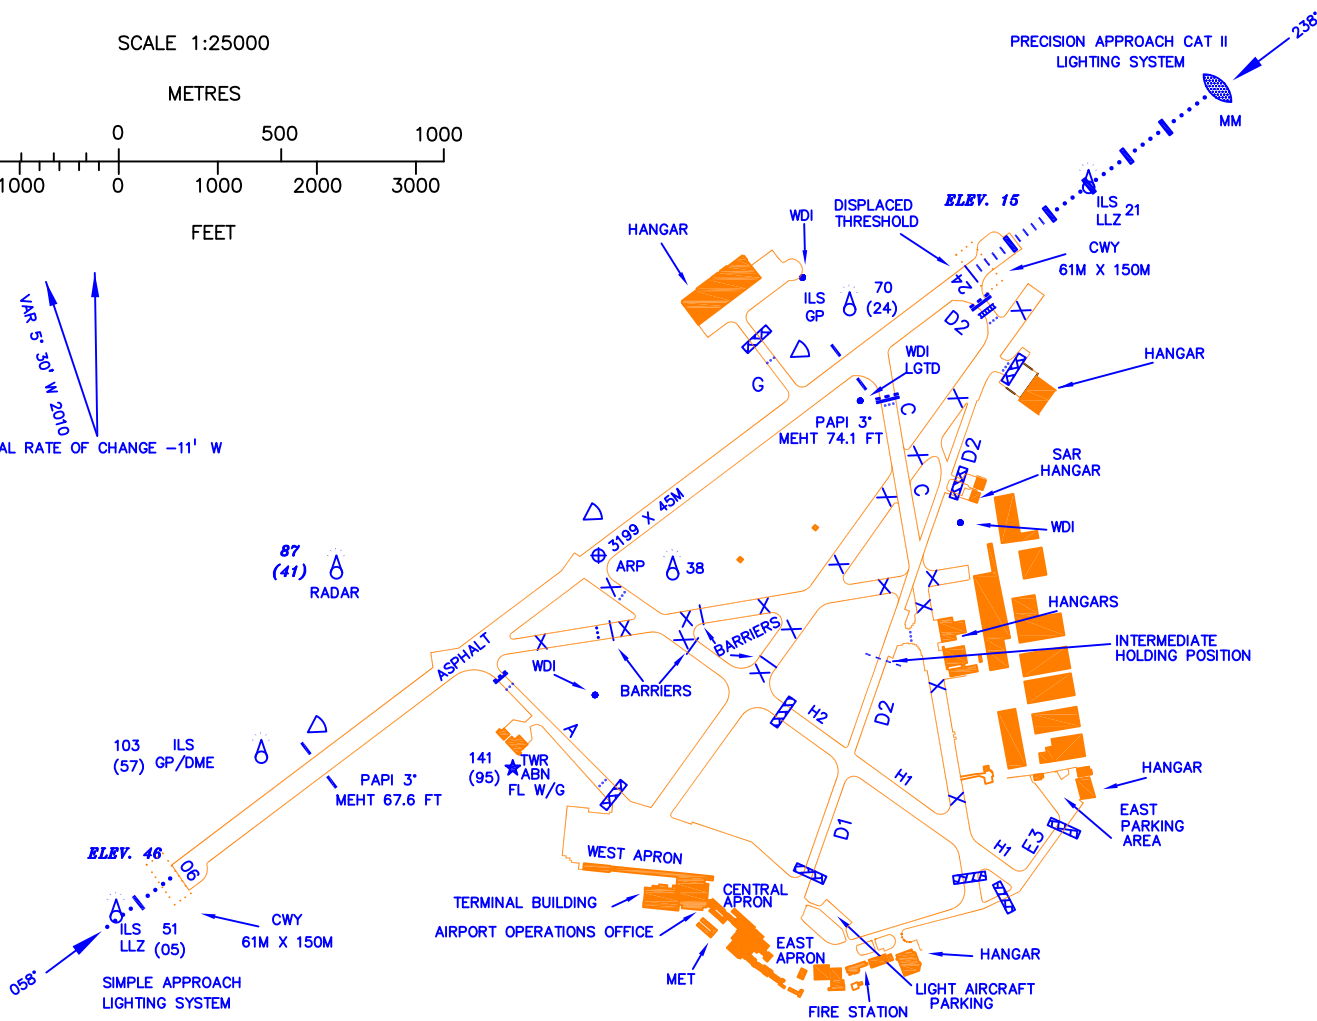 SCALE 1:25000
METRES
0 500 1000
1000 0 1000 2000 3000
FEET
VAR 5° 30' W 2010
AL RATE OF CHANGE -11' W
PRECISION APPROACH CAT II
LIGHTING SYSTEM
238°
MM
ILS
LLZ 21
ELEV. 15
DISPLACED
THRESHOLD
CWY
61M X 150M
WDI
HANGAR
ILS
GP
70
(24)
24
D2
WDI
LGTD
HANGAR
G
C
PAPI 3°
MEHT 74.1 FT
D2
C
SAR
HANGAR
WDI
3199 X 45M
ARP
38
87
(41)
RADAR
HANGARS
BARRIERS
INTERMEDIATE
HOLDING POSITION
ASPHALT
WDI
BARRIERS
D2
H2
A
103
(57)
ILS
GP/DME
141
(95)
TWR
ABN
FL W/G
PAPI 3°
MEHT 67.6 FT
H1
HANGAR
EAST
PARKING
AREA
D1
E3
H1
ELEV. 46
06
WEST APRON
TERMINAL BUILDING
CENTRAL
APRON
AIRPORT OPERATIONS OFFICE
CWY
61M X 150M
ILS
LLZ
51
(05)
EAST
APRON
HANGAR
MET
058°
SIMPLE APPROACH
LIGHTING SYSTEM
LIGHT AIRCRAFT
PARKING
FIRE STATION